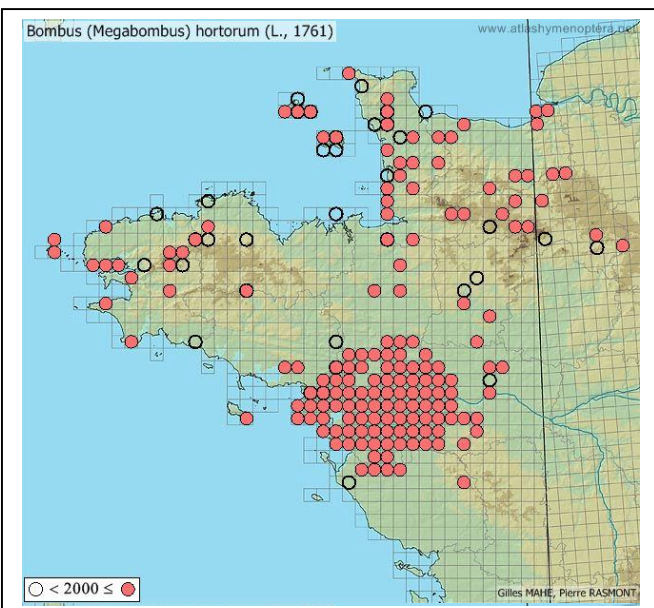 Bombus (Megabombus) hortorum (L., 1761)
www.atlashymenoptera.net
< 2000 ≤
Gilles MAHE, Pierre RASMONT